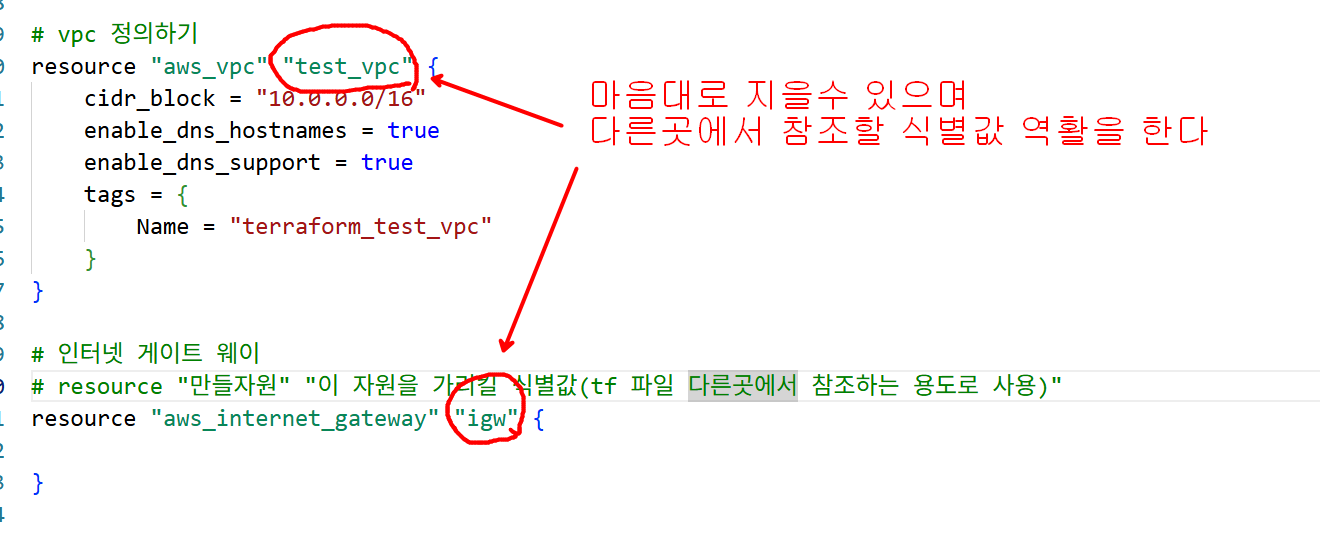 # vpc 정의하기
resource "aws_vpc" "test_vpc" {
cidr_block = "10.0.0.0/16"
enable_dns_hostnames = true
enable_dns_support = true
tags = {
Name = "terraform_test_vpc"
}
}
마음대로 지을수 있으며
다른곳에서 참조할 식별값 역활을 한다
# 인터넷 게이트 웨이
# resource "만들자원" "이 자원을 가리킬 식별값(tf 파일 다른곳에서 참조하는 용도로 사용)"
resource "aws_internet_gateway" "igw" {
}